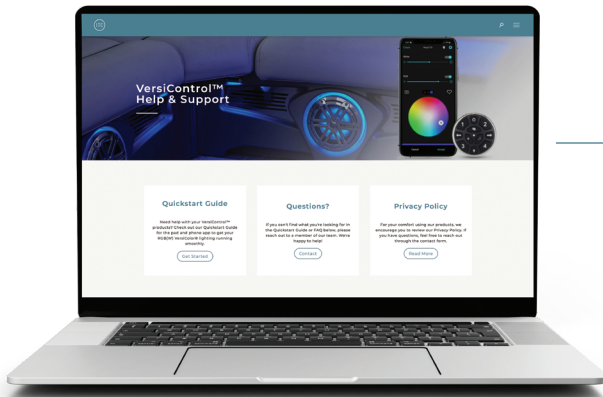 VersiControl™
Help & Support
Quickstart Guide
Need help with your VersiControl™
products? Check out our Quickstart Guide
for the pad and phone app to get your
RGB(W) VersiColor® lighting running
smoothly.
Get Started
Questions?
If you can't find what you're looking for in
the Quickstart Guide or FAQ below, please
reach out to a member of our team. We're
happy to help!
Contact
Privacy Policy
For your comfort using our products, we
encourage you to review our Privacy Policy. If
you have questions, feel free to reach out
through the contact form.
Read More